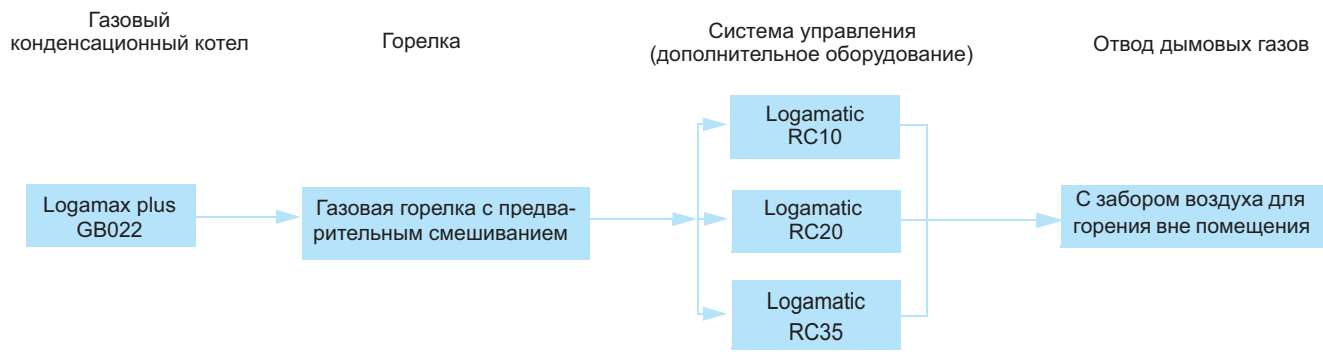 Газовый
конденсационный котел
Горелка
Система управления
(дополнительное оборудование)
Отвод дымовых газов
Logamax plus
GB022
Газовая горелка с предва-
рительным смешиванием
Logamatic
RC10
Logamatic
RC20
Logamatic
RC35
С забором воздуха для
горения вне помещения